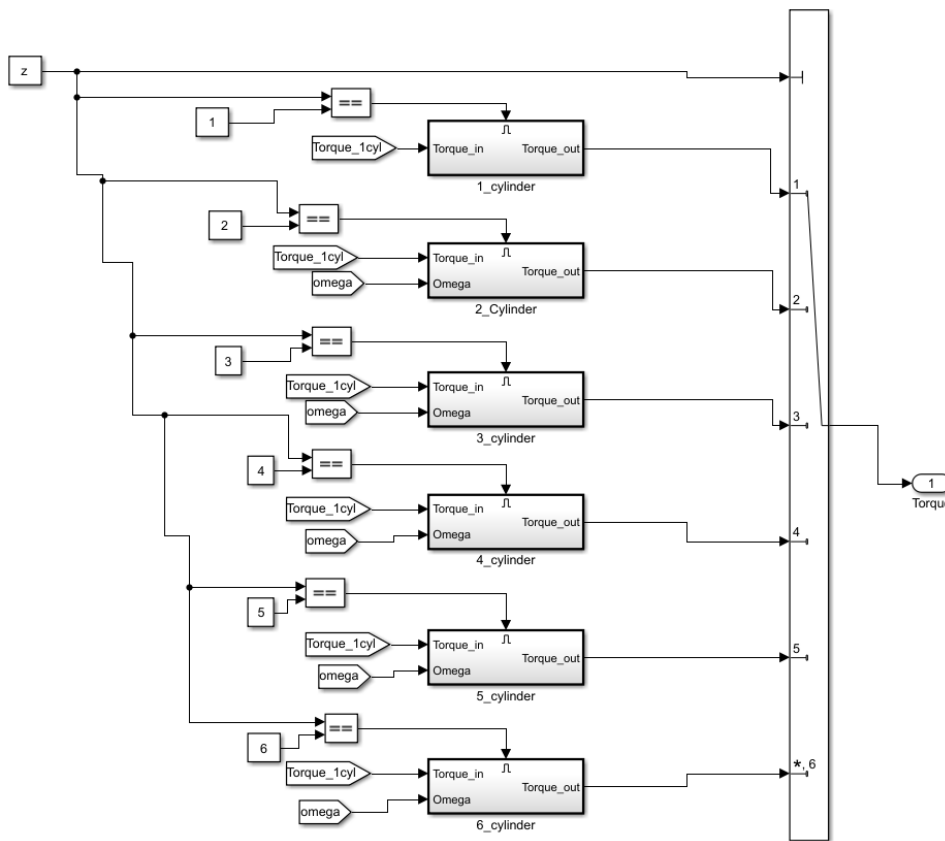 z
==
1
Torque_1cyl
Torque_in Torque_out
1_cylinder
1
==
2
Torque_1cyl
omega
Torque_in Torque_out
Omega
2_Cylinder
2
==
3
Torque_1cyl
omega
Torque_in Torque_out
Omega
3_cylinder
3
==
4
Torque_1cyl
omega
Torque_in Torque_out
Omega
4_cylinder
4
1
Torque
==
5
Torque_1cyl
omega
Torque_in Torque_out
Omega
5_cylinder
5
==
6
Torque_1cyl
omega
Torque_in Torque_out
Omega
6_cylinder
*, 6